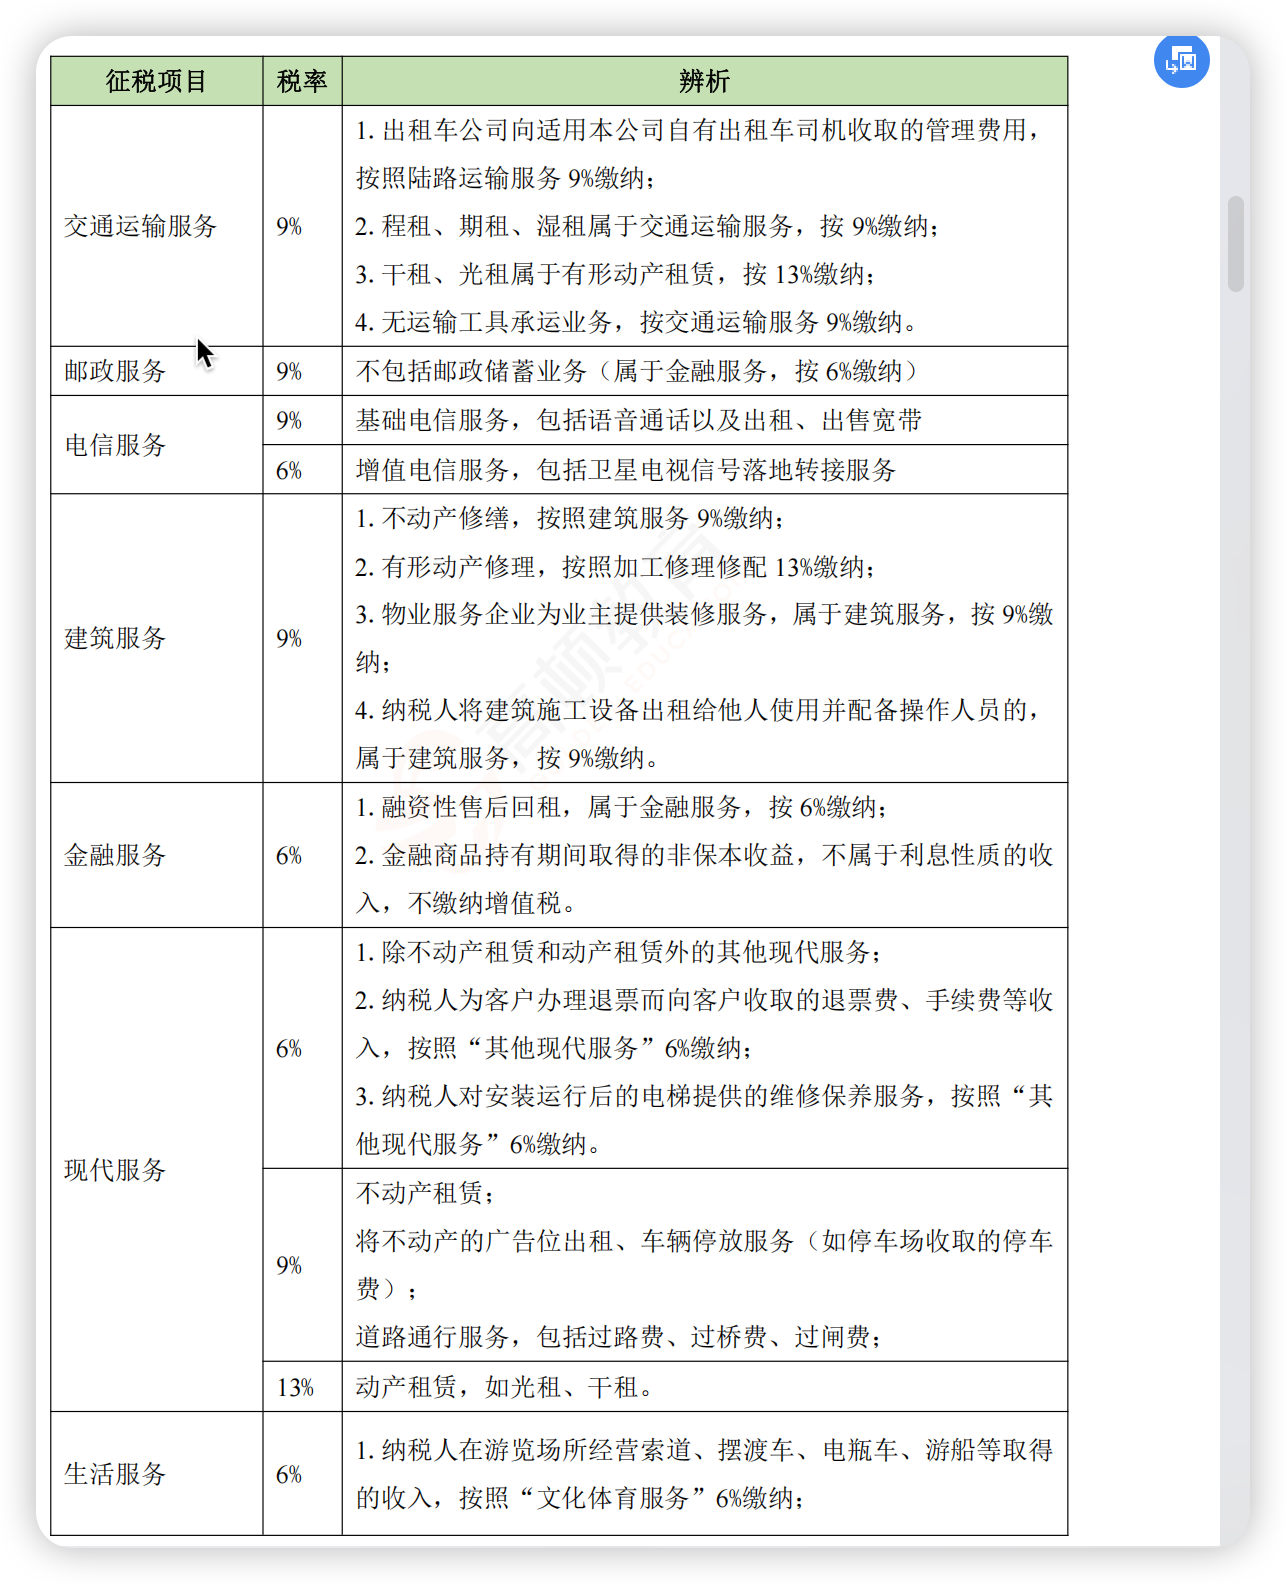 征税项目 税率 辨析
交通运输服务 9%
1. 出租车公司向适用本公司自有出租车司机收取的管理费用，
按照陆路运输服务 9%缴纳；
2. 程租、期租、湿租属于交通运输服务，按 9%缴纳；
3. 干租、光租属于有形动产租赁，按 13%缴纳；
4. 无运输工具承运业务，按交通运输服务 9%缴纳。
邮政服务 9% 不包括邮政储蓄业务（属于金融服务，按 6%缴纳）
电信服务
9% 基础电信服务，包括语音通话以及出租、出售宽带
6% 增值电信服务，包括卫星电视信号落地转接服务
建筑服务 9%
1. 不动产修缮，按照建筑服务 9%缴纳；
2. 有形动产修理，按照加工修理修配 13%缴纳；
3. 物业服务企业为业主提供装修服务，属于建筑服务，按 9%缴
纳；
4. 纳税人将建筑施工设备出租给他人使用并配备操作人员的，
属于建筑服务，按 9%缴纳。
金融服务 6%
1. 融资性售后回租，属于金融服务，按 6%缴纳；
2. 金融商品持有期间取得的非保本收益，不属于利息性质的收
入，不缴纳增值税。
现代服务
6%
1. 除不动产租赁和动产租赁外的其他现代服务；
2. 纳税人为客户办理退票而向客户收取的退票费、手续费等收
入，按照“其他现代服务”6%缴纳；
3. 纳税人对安装运行后的电梯提供的维修保养服务，按照“其
他现代服务”6%缴纳。
9%
不动产租赁；
将不动产的广告位出租、车辆停放服务（如停车场收取的停车
费）；
道路通行服务，包括过路费、过桥费、过闸费；
13% 动产租赁，如光租、干租。
生活服务 6%
1. 纳税人在游览场所经营索道、摆渡车、电瓶车、游船等取得
的收入，按照“文化体育服务”6%缴纳；
高顿教育